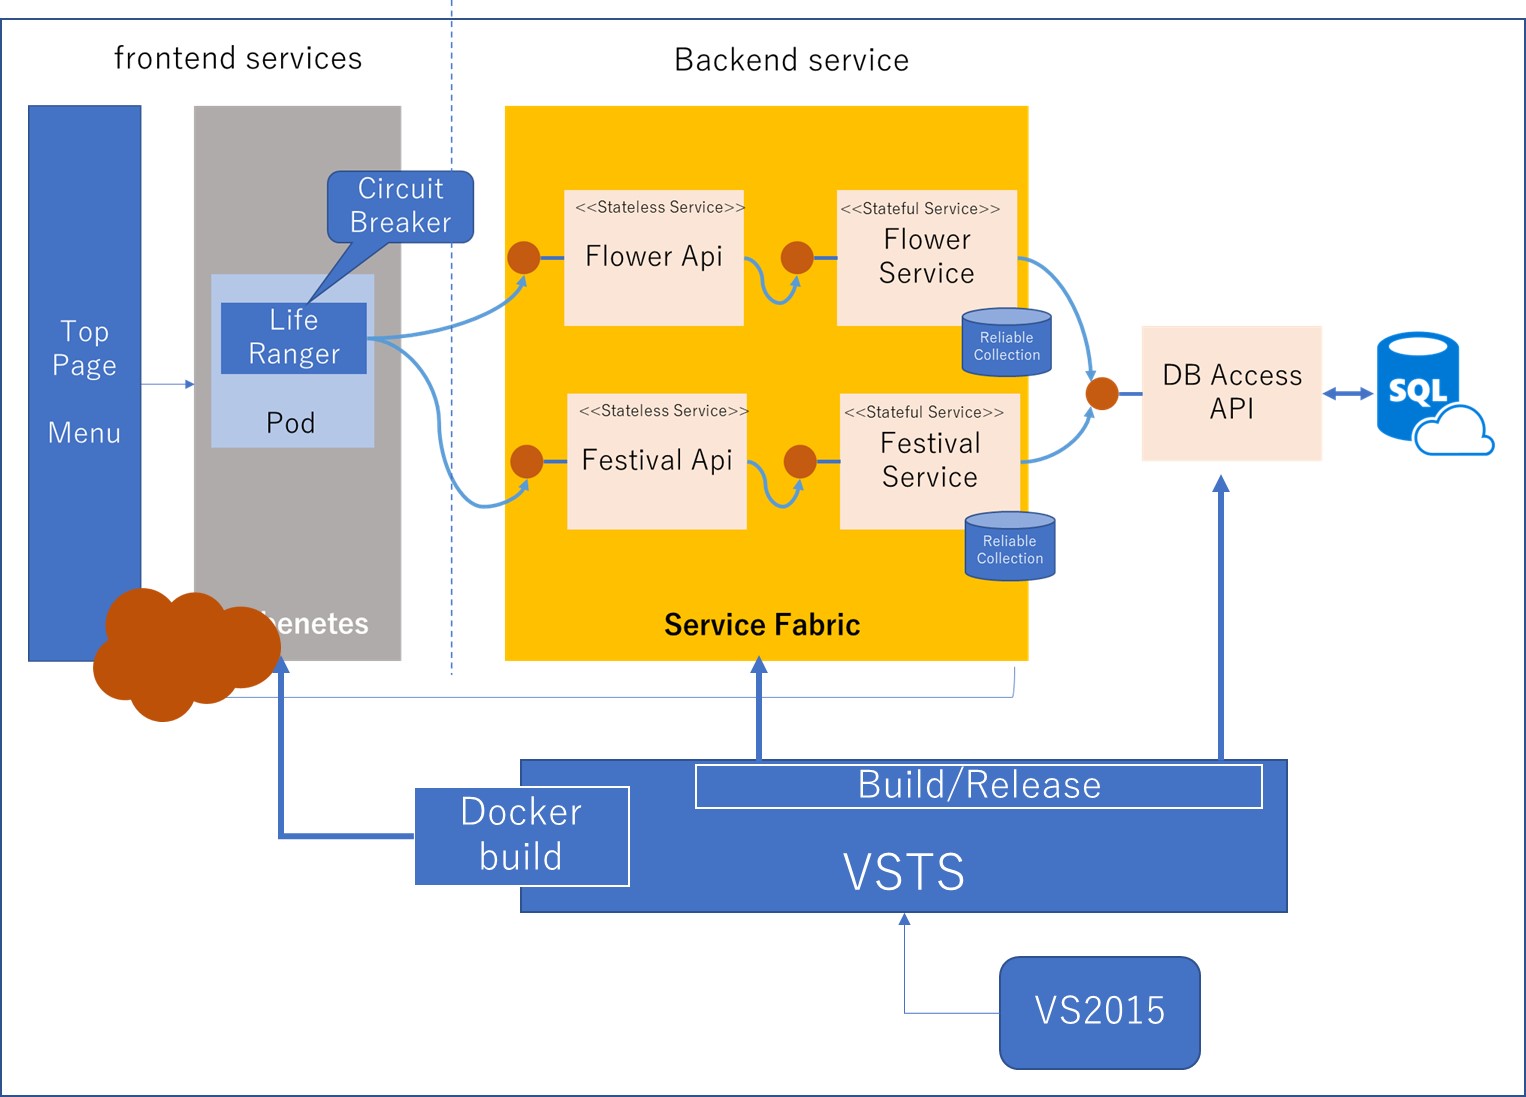 frontend services
Backend service
Top
Page
Menu
Circuit
Breaker
Life
Ranger
Pod
<<Stateless Service>>
Flower Api
<<Stateful Service>>
Flower
Service
Reliable
Collection
<<Stateless Service>>
Festival Api
<<Stateful Service>>
Festival
Service
Reliable
Collection
DB Access
API
SQL
benetes
Service Fabric
Build/Release
Docker
build
VSTS
VS2015